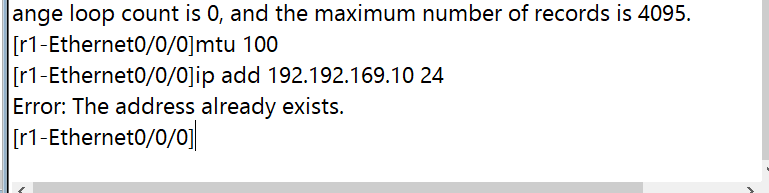 ange loop count is 0, and the maximum number of records is 4095.
[r1-Ethernet0/0/0]mtu 100
[r1-Ethernet0/0/0]ip add 192.192.169.10 24
Error: The address already exists.
[r1-Ethernet0/0/0]